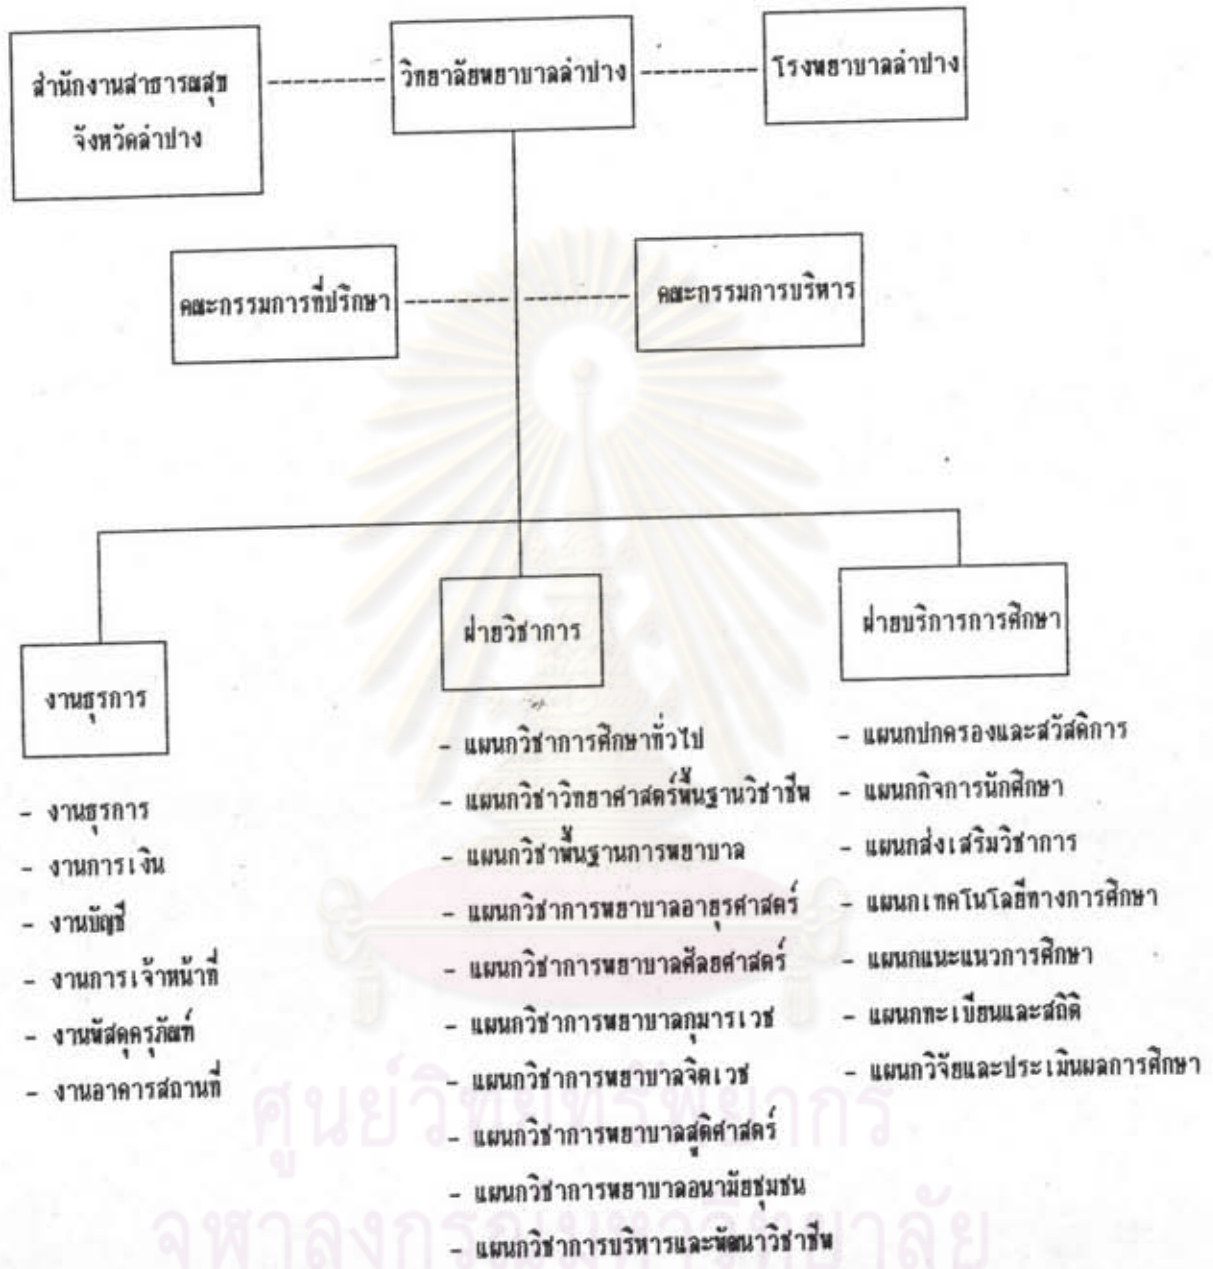 สำนักงานสาธารณสุข
จังหวัดลำปาง
วิทยาลัยพยาบาลลำปาง
โรงพยาบาลลำปาง
คณะกรรมการที่ปรึกษา
คณะกรรมการบริหาร
งานธุรการ
- งานธุรการ
- งานการเงิน
- งานบัญชี
- งานการเจ้าหน้าที่
- งานพัสดุครุภัณฑ์
- งานอาคารสถานที่
ฝ่ายวิชาการ
- แผนกวิชาการศึกษาทั่วไป
- แผนกวิชาวิทยาศาสตร์พื้นฐานวิชาชีพ
- แผนกวิชาพื้นฐานการพยาบาล
- แผนกวิชาการพยาบาลอายุรศาสตร์
- แผนกวิชาการพยาบาลศัลยศาสตร์
- แผนกวิชาการพยาบาลกุมารเวช
- แผนกวิชาการพยาบาลจิตเวช
- แผนกวิชาการพยาบาลสูติศาสตร์
- แผนกวิชาการพยาบาลอนามัยชุมชน
- แผนกวิชาการบริหารและพัฒนาวิชาชีพ
ฝ่ายบริการการศึกษา
- แผนกปกครองและสวัสดิการ
- แผนกกิจการนักศึกษา
- แผนกส่งเสริมวิชาการ
- แผนกเทคโนโลยีทางการศึกษา
- แผนกแนะแนวการศึกษา
- แผนกทะเบียนและสถิติ
- แผนกวิจัยและประเมินผลการศึกษา
ศูนย์วิทยทรัพยากร
จุฬาลงกรณ์มหาวิทยาลัย